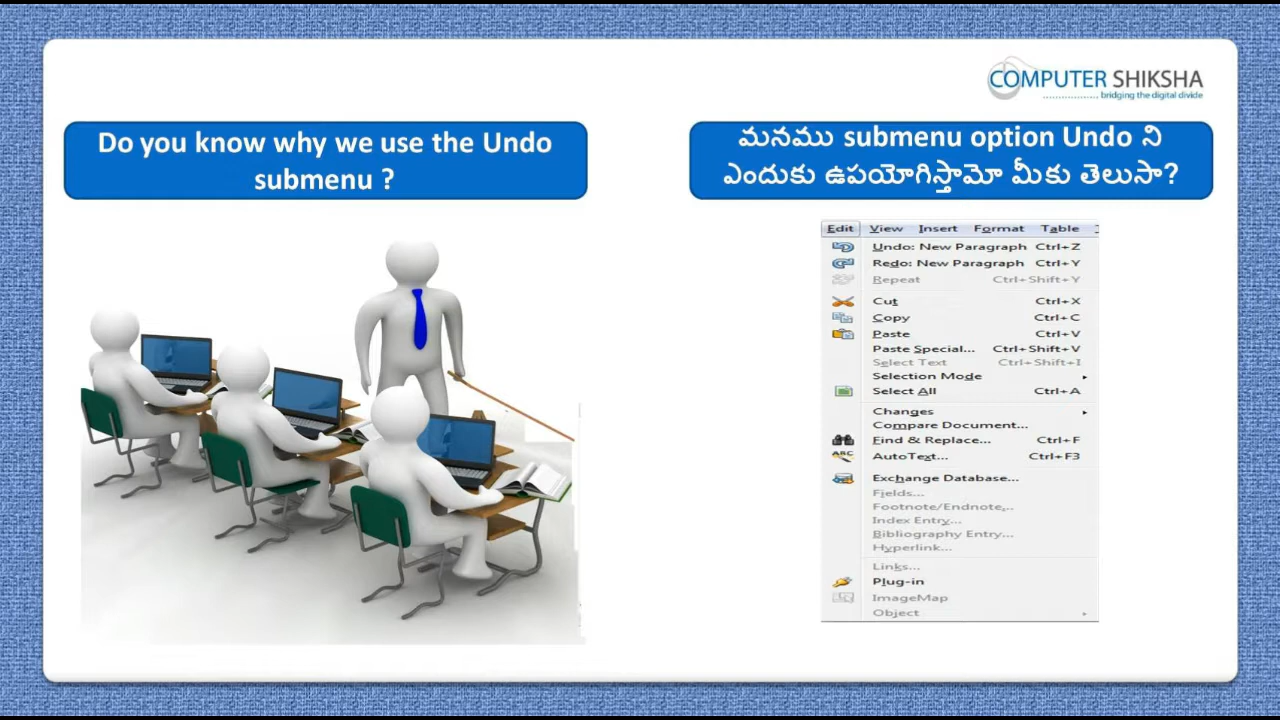 COMPUTER SHIKSHA
bridging the digital divide
Do you know why we use the Undo
submenu ?
మనము submenu option Undo ని
ఎందుకు ఉపయోగిస్తామో మీకు తెలుసా?
Edit View Insert Format Table
Undo: New Paragraph Ctrl+Z
Redo: New Paragraph Ctrl+Y
Repeat Ctrl+Shift+Y
Cut Ctrl+X
Copy Ctrl+C
Paste Ctrl+V
Paste Special... Ctrl+Shift+V
Select Text Ctrl+Shift+I
Selection Mode
Select All Ctrl+A
Changes
Compare Document...
Find & Replace... Ctrl+F
ABC AutoText... Ctrl+F3
Exchange Database...
Fields...
Footnote/Endnote...
Index Entry...
Bibliography Entry...
Hyperlink...
Links...
Plug-in
ImageMap
Object